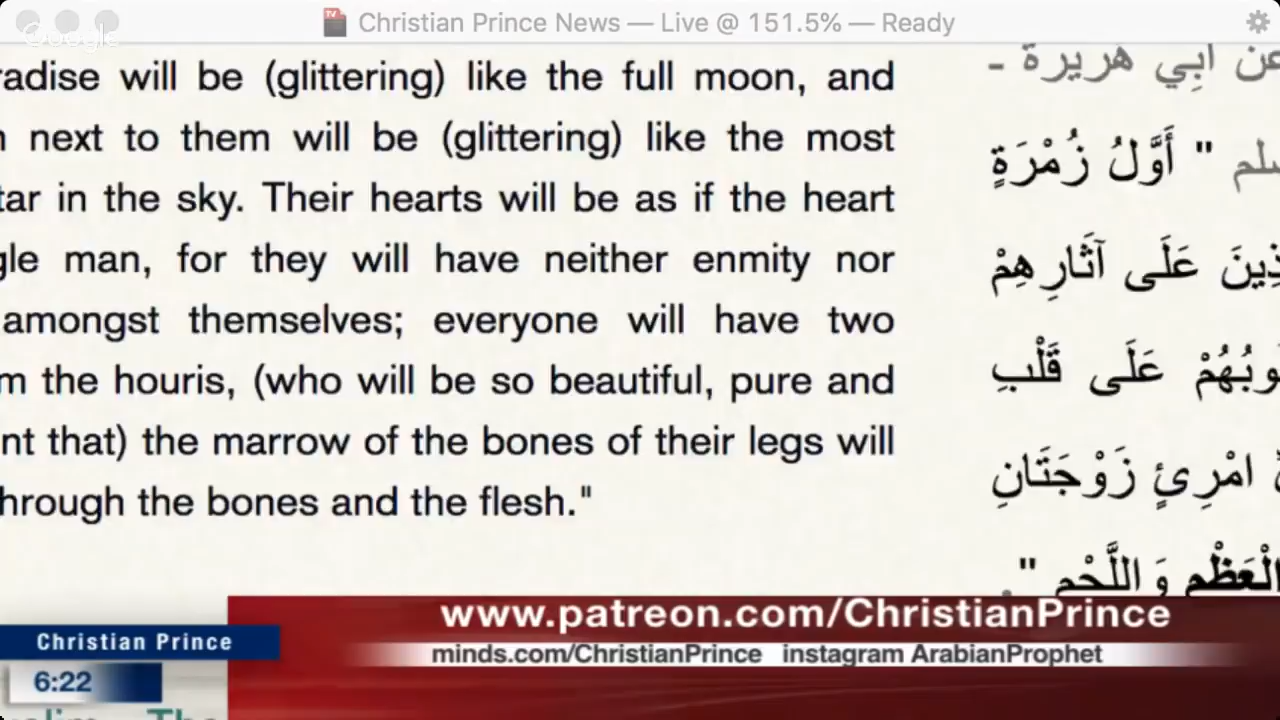 Christian Prince News — Live @ 151.5% — Ready
Google
radise will be (glittering) like the full moon, and
next to them will be (glittering) like the most
tar in the sky. Their hearts will be as if the heart
gle man, for they will have neither enmity nor
amongst themselves; everyone will have two
m the houris, (who will be so beautiful, pure and
nt that) the marrow of the bones of their legs will
hrough the bones and the flesh."
عن أبي هريرة ـ
سلم " أَوَّلُ زُمْرَةٍ
ذِينَ عَلَى آثَارِهِمْ
وبُهُمْ عَلَى قَلْبِ
امْرِئٍ زَوْجَتَانِ
الْعَظْمِ وَاللَّحْمِ ".
www.patreon.com/ChristianPrince
Christian Prince
minds.com/ChristianPrince instagram ArabianProphet
6:22